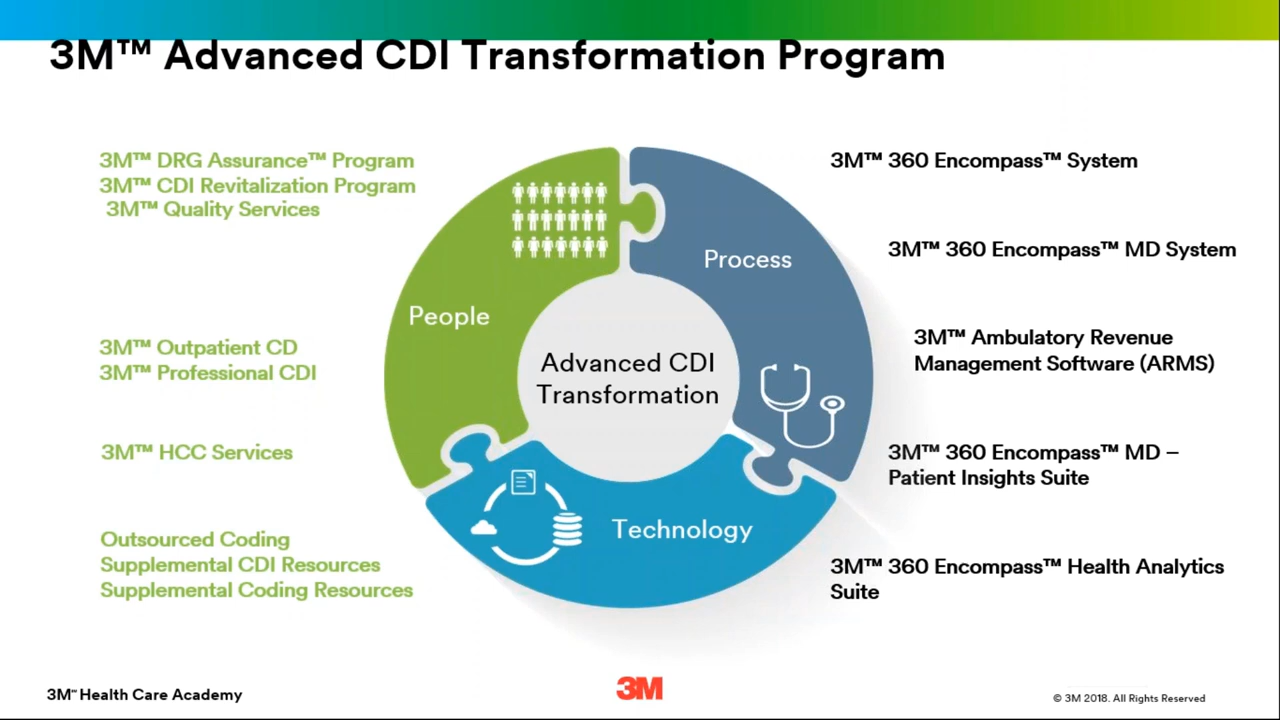 3M™ Advanced CDI Transformation Program
3M™ DRG Assurance™ Program
3M™ CDI Revitalization Program
3M™ Quality Services
3M™ Outpatient CD
3M™ Professional CDI
3M™ HCC Services
Outsourced Coding
Supplemental CDI Resources
Supplemental Coding Resources
People
Process
Advanced CDI
Transformation
Technology
3M™ 360 Encompass™ System
3M™ 360 Encompass™ MD System
3M™ Ambulatory Revenue
Management Software (ARMS)
3M™ 360 Encompass™ MD –
Patient Insights Suite
3M™ 360 Encompass™ Health Analytics
Suite
3M™ Health Care Academy
3M
© 3M 2018. All Rights Reserved